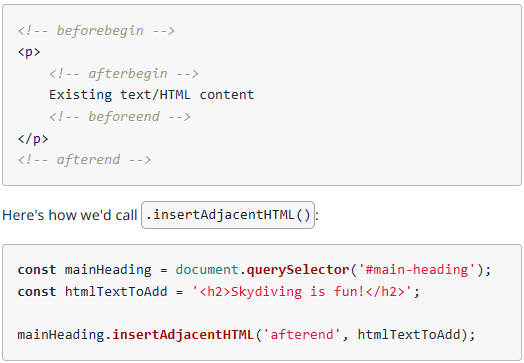 <!-- beforebegin -->
<p>
    <!-- afterbegin -->
    Existing text/HTML content
    <!-- beforeend -->
</p>
<!-- afterend -->
Here's how we'd call .insertAdjacentHTML():
const mainHeading = document.querySelector('#main-heading');
const htmlTextToAdd = '<h2>Skydiving is fun!</h2>';
mainHeading.insertAdjacentHTML('afterend', htmlTextToAdd);